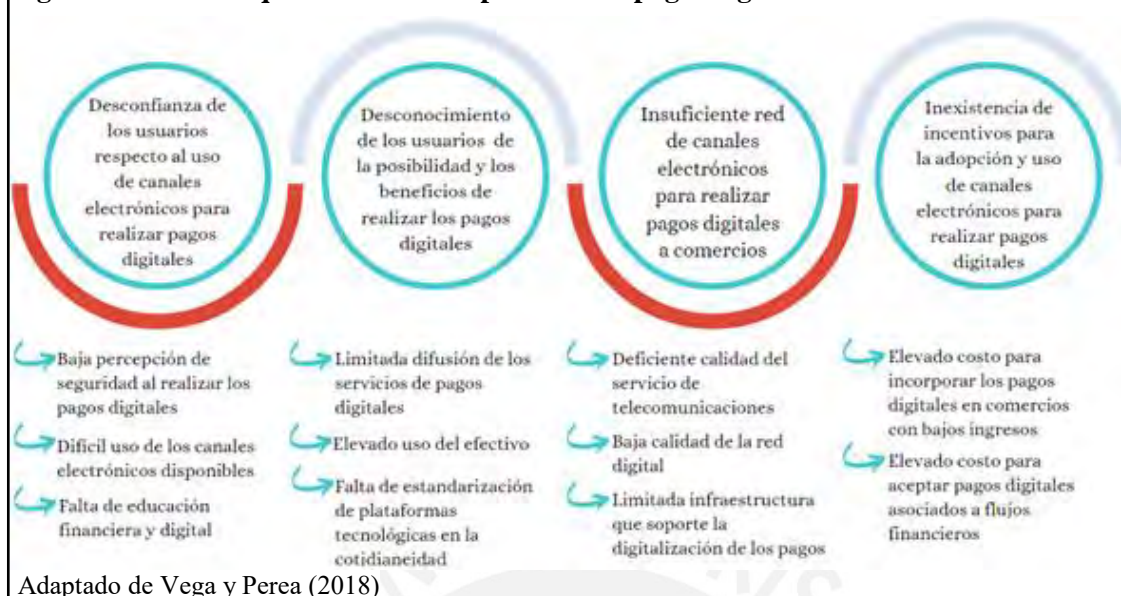 Desconfianza de
los usuarios
respecto al uso
de canales
electrónicos para
realizar pagos
digitales
Desconocimiento
de los usuarios de
la posibilidad y los
beneficios de
realizar los pagos
digitales
Insuficiente red
de canales
electrónicos
para realizar
pagos digitales
a comercios
Inexistencia de
incentivos para
la adopción y uso
de canales
electrónicos para
realizar pagos
digitales
Baja percepción de
seguridad al realizar los
pagos digitales
Difícil uso de los canales
electrónicos disponibles
Falta de educación
financiera y digital
Limitada difusión de los
servicios de pagos
digitales
Elevado uso del efectivo
Falta de estandarización
de plataformas
tecnológicas en la
cotidianeidad
Deficiente calidad del
servicio de
telecomunicaciones
Baja calidad de la red
digital
Limitada infraestructura
que soporte la
digitalización de los pagos
Elevado costo para
incorporar los pagos
digitales en comercios
con bajos ingresos
Elevado costo para
aceptar pagos digitales
asociados a flujos
financieros
Adaptado de Vega y Perea (2018)